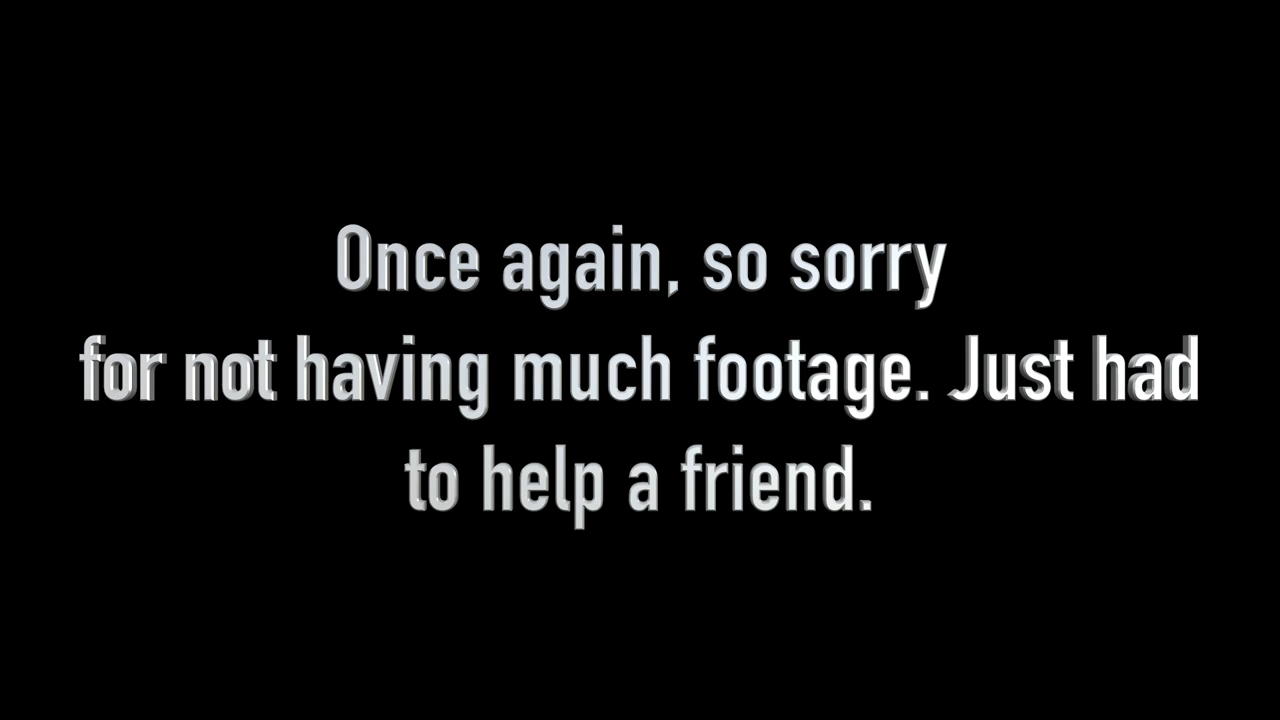 Once again, so sorry
for not having much footage. Just had
to help a friend.